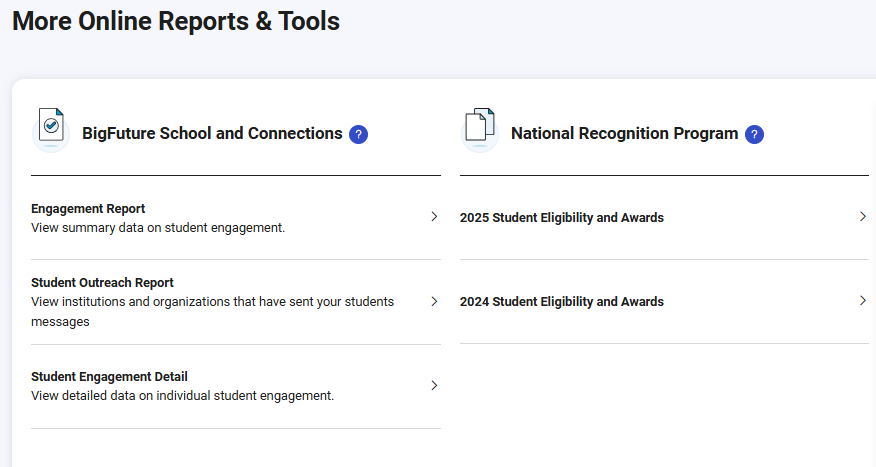 More Online Reports & Tools
BigFuture School and Connections ?
Engagement Report
View summary data on student engagement.
Student Outreach Report
View institutions and organizations that have sent your students
messages
Student Engagement Detail
View detailed data on individual student engagement.
National Recognition Program ?
2025 Student Eligibility and Awards
2024 Student Eligibility and Awards